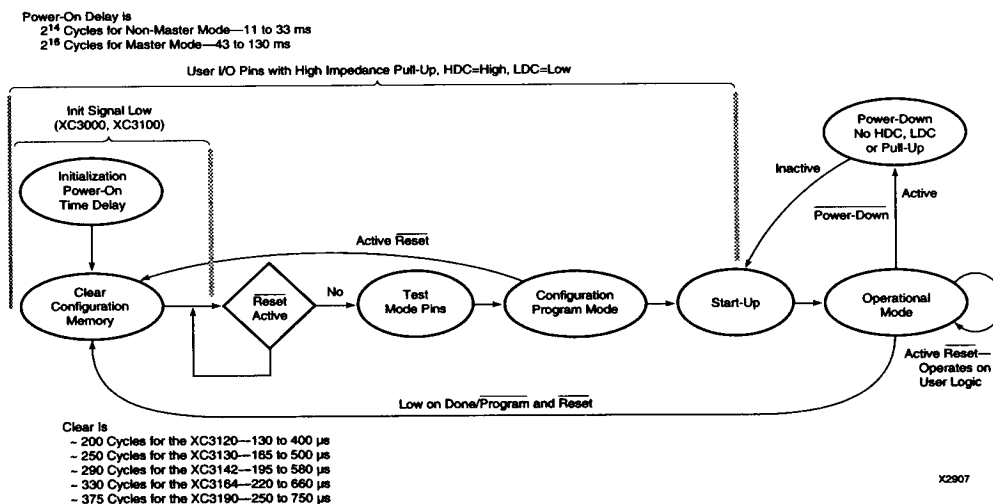 Power-On Delay is
2¹⁴ Cycles for Non-Master Mode—11 to 33 ms
2¹⁶ Cycles for Master Mode—43 to 130 ms
User I/O Pins with High Impedance Pull-Up, HDC=High, LDC=Low
Init Signal Low
(XC3000, XC3100)
Power-Down
No HDC, LDC
or Pull-Up
Initialization
Power-On
Time Delay
Inactive
Active
Power-Down
Active Reset
Clear
Configuration
Memory
Reset
Active
No
Test
Mode Pins
Configuration
Program Mode
Start-Up
Operational
Mode
Active Reset—
Operates on
User Logic
Low on Done/Program and Reset
Clear Is
~ 200 Cycles for the XC3120—130 to 400 µs
~ 250 Cycles for the XC3130—165 to 500 µs
~ 290 Cycles for the XC3142—195 to 580 µs
~ 330 Cycles for the XC3164—220 to 660 µs
~ 375 Cycles for the XC3190—250 to 750 µs
X2907